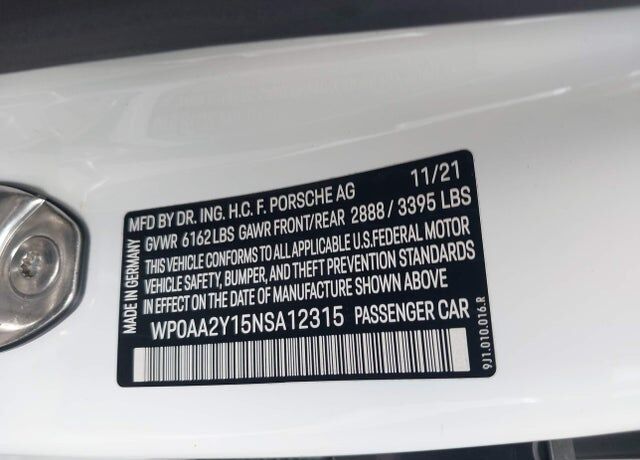 MFD BY DR. ING. H.C. F. PORSCHE AG 11/21
GVWR 6162 LBS GAWR FRONT/REAR 2888 / 3395 LBS
THIS VEHICLE CONFORMS TO ALL APPLICABLE U.S. FEDERAL MOTOR
VEHICLE SAFETY, BUMPER, AND THEFT PREVENTION STANDARDS
IN EFFECT ON THE DATE OF MANUFACTURE SHOWN ABOVE
WP0AA2Y15NSA12315 PASSENGER CAR
MADE IN GERMANY
9J1.010.016.R